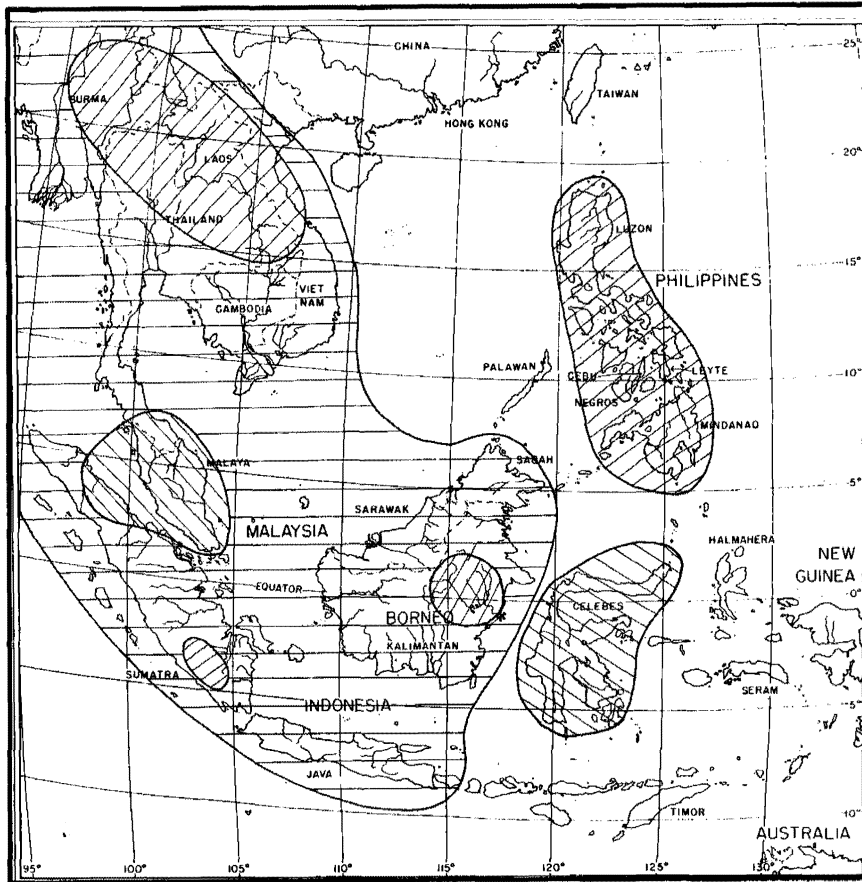 CHINA
25°
TAIWAN
BURMA
HONG KONG
LAOS
20°
THAILAND
LUZON
15°
PHILIPPINES
VIET
NAM
CAMBODIA
PALAWAN
CEBU
LEYTE
10°
NEGROS
MINDANAO
MALAYA
SABAH
5°
SARAWAK
MALAYSIA
HALMAHERA
NEW
GUINEA
EQUATOR
0°
CELEBES
BORNEO
*
KALIMANTAN
SUMATRA
SERAM
INDONESIA
5°
JAVA
TIMOR
10°
AUSTRALIA
95°
100°
105°
110°
115°
120°
125°
130°